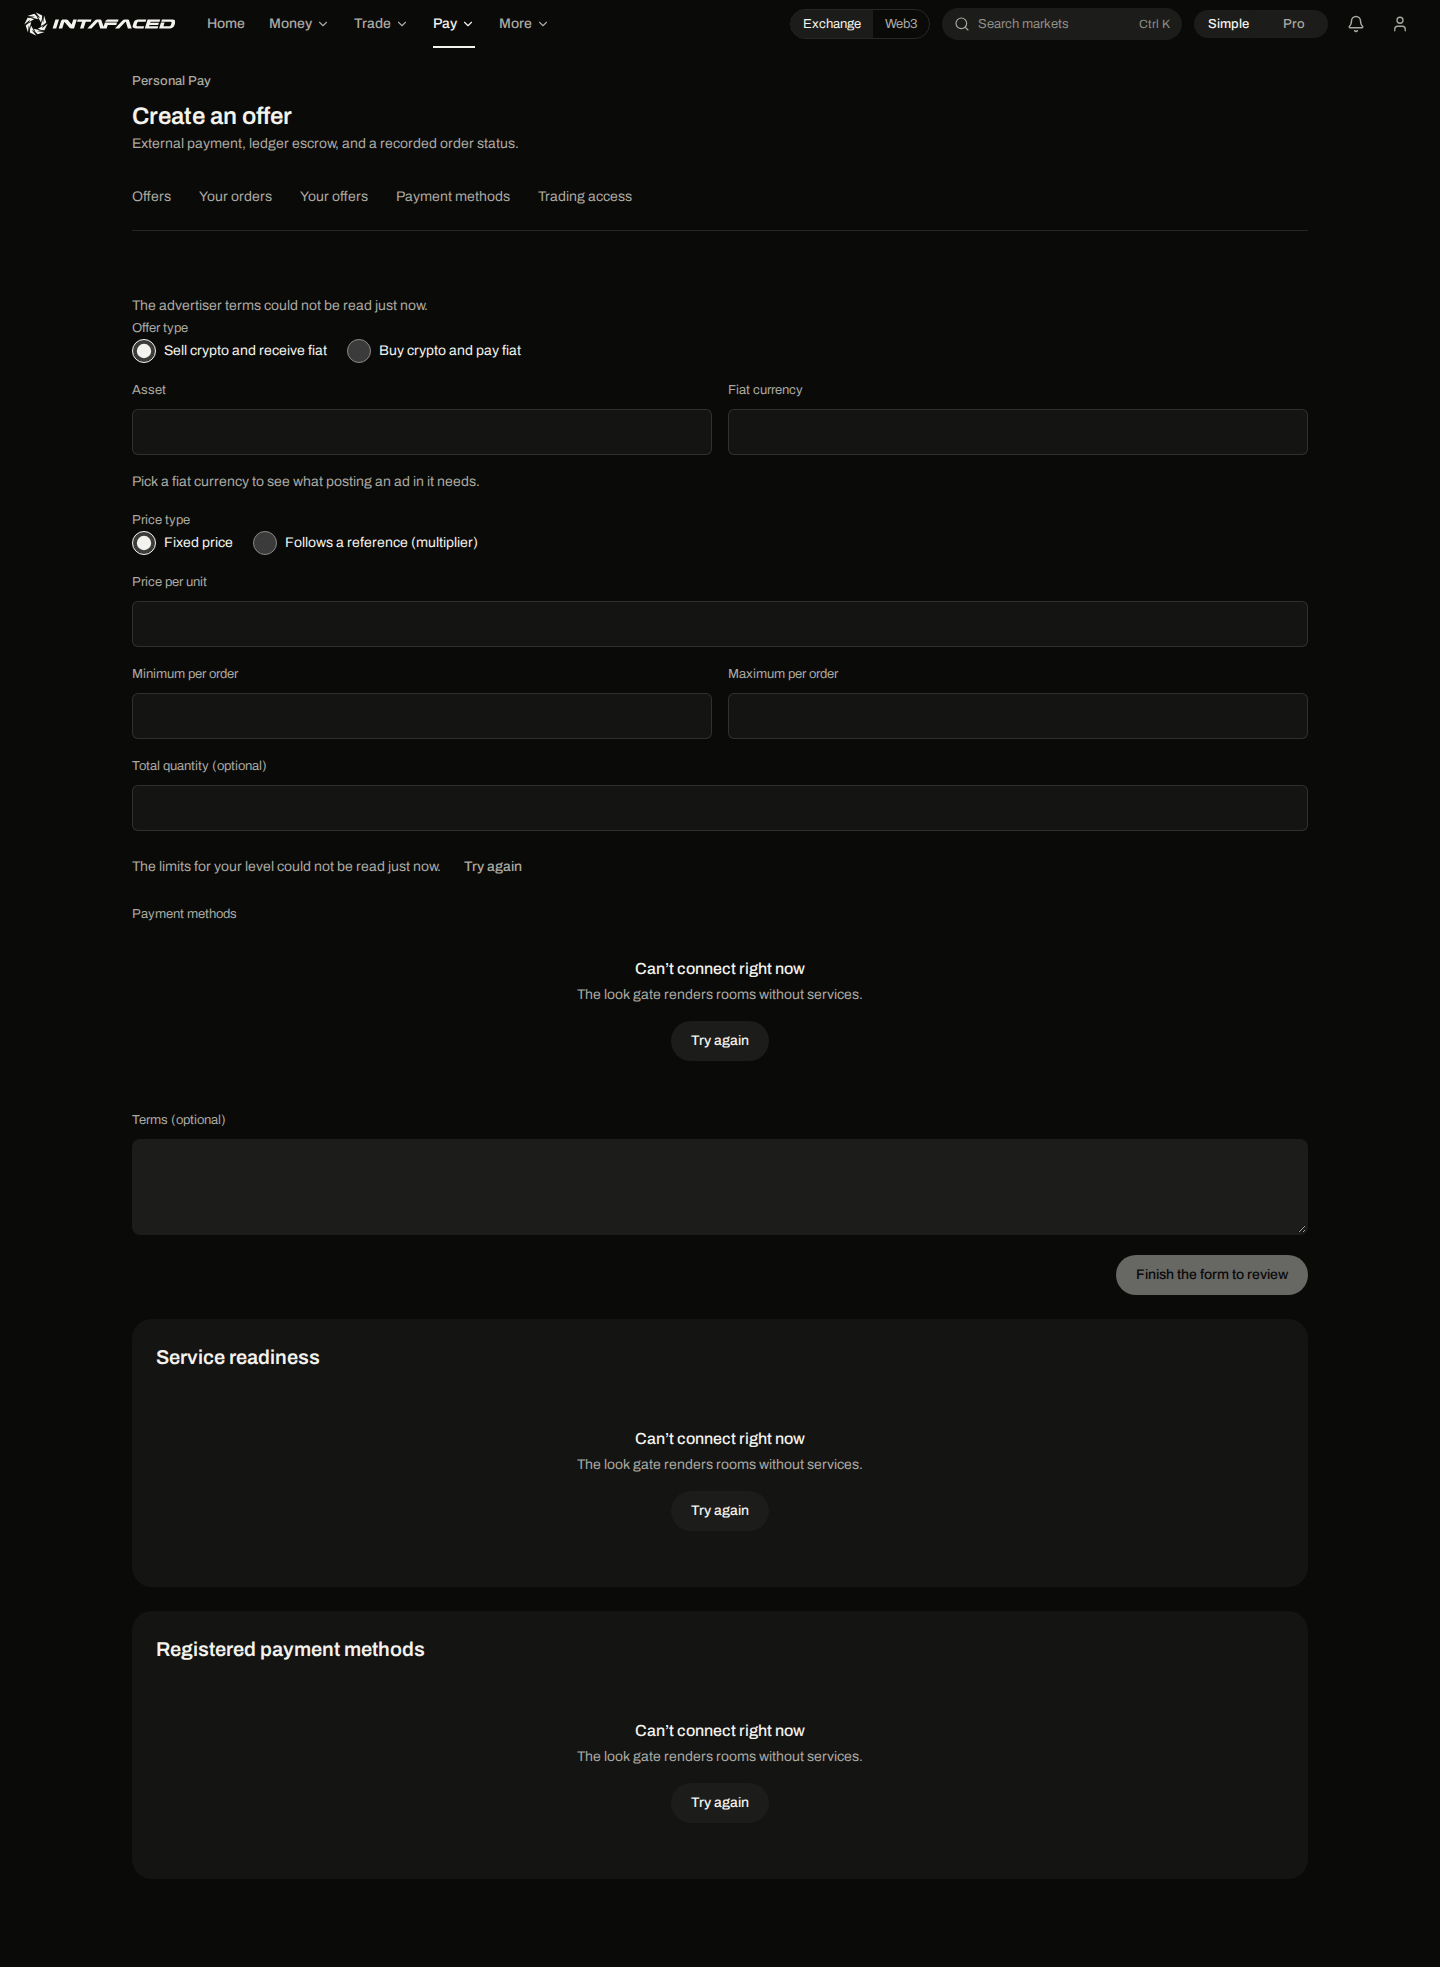 INTAFACED
Home
Money
Trade
Pay
More
Exchange
Web3
Search markets
Ctrl K
Simple
Pro
Personal Pay
Create an offer
External payment, ledger escrow, and a recorded order status.
Offers
Your orders
Your offers
Payment methods
Trading access
The advertiser terms could not be read just now.
Offer type
Sell crypto and receive fiat
Buy crypto and pay fiat
Asset
Fiat currency
Pick a fiat currency to see what posting an ad in it needs.
Price type
Fixed price
Follows a reference (multiplier)
Price per unit
Minimum per order
Maximum per order
Total quantity (optional)
The limits for your level could not be read just now.
Try again
Payment methods
Can’t connect right now
The look gate renders rooms without services.
Try again
Terms (optional)
Finish the form to review
Service readiness
Can’t connect right now
The look gate renders rooms without services.
Try again
Registered payment methods
Can’t connect right now
The look gate renders rooms without services.
Try again